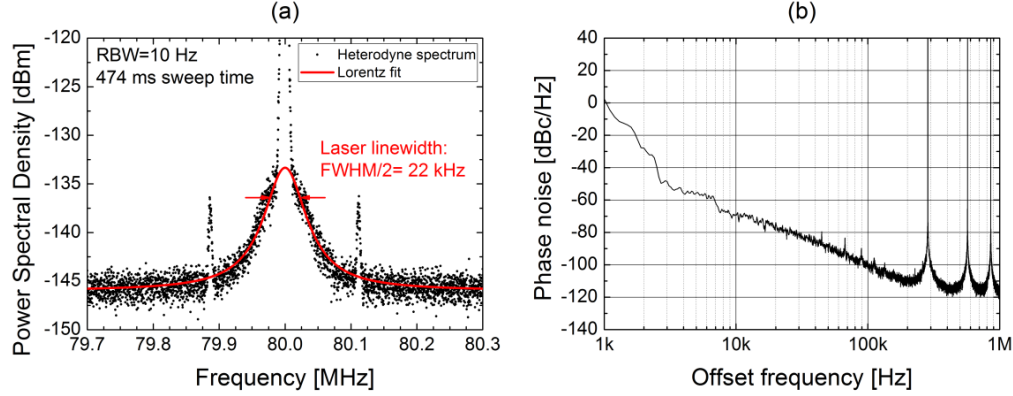 (a)
Power Spectral Density [dBm]
-120
-125
-130
-135
-140
-145
-150
RBW=10 Hz
474 ms sweep time
Heterodyne spectrum
Lorentz fit
Laser linewidth:
FWHM/2= 22 kHz
79.7
79.8
79.9
80.0
80.1
80.2
80.3
Frequency [MHz]
(b)
Phase noise [dBc/Hz]
40
20
0
-20
-40
-60
-80
-100
-120
-140
1k
10k
100k
1M
Offset frequency [Hz]